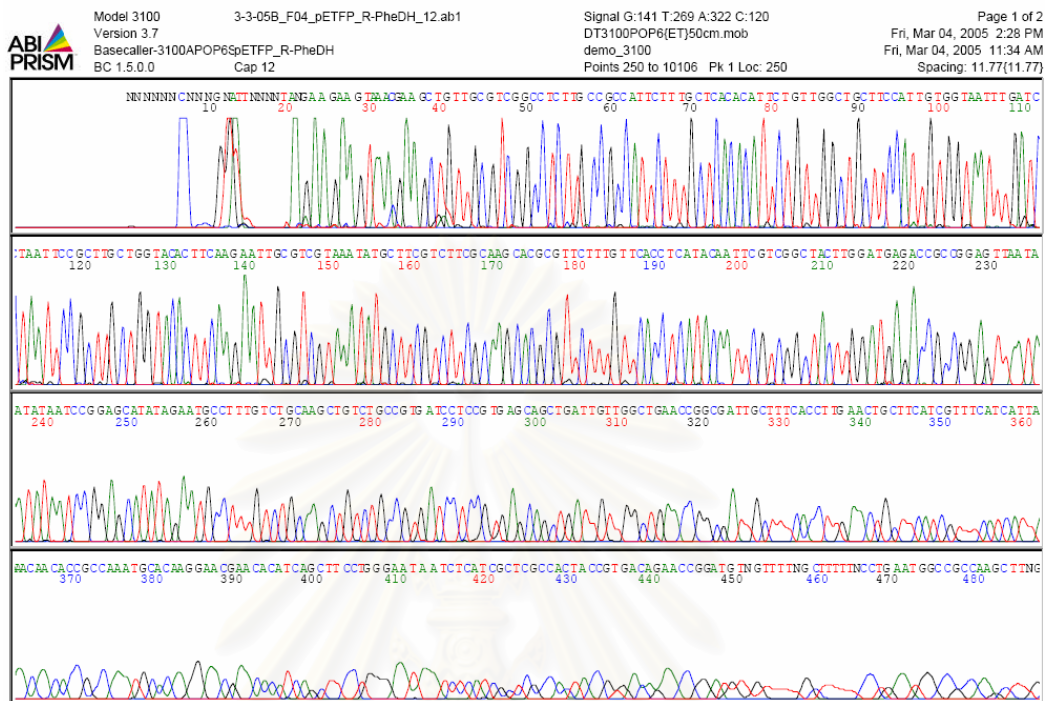 ABI PRISM
Model 3100 3-3-05B_F04_pETFP_R-PheDH_12.ab1 Signal G:141 T:269 A:322 C:120 Page 1 of 2
Version 3.7 DT3100POP6{ET}50cm.mob Fri, Mar 04, 2005 2:28 PM
Basecaller-3100APOP6SpETFP_R-PheDH demo_3100 Fri, Mar 04, 2005 11:34 AM
BC 1.5.0.0 Cap 12 Points 250 to 10106 Pk 1 Loc: 250 Spacing: 11.77{11.77}
NNNNNNCNNNGNATTNNNNTANGAAGAAGTAAACGAAGCTGTTGCGTCGGCCTCTTGCCGCCATTCTTTGCTCACACATTCTGTTGGCTGCTTCCATTGTGGTAATTTGATC
10 20 30 40 50 60 70 80 90 100 110
CTAATTCCGCTTGCTGGTACACTTCAAGAATTGCGTCGTAAATATGCTTCGTCTTCGCAAGCACGCGTTCTTTGTTCACCTCATACAATTCGTCGGCTACTTGGATGAGACCGCCGGAGTTAATA
120 130 140 150 160 170 180 190 200 210 220 230
ATATAATCCGGAGCATATAGAATGCCTTTGTCTGCAAGCTGTCTGCCGTGATCCTCCGTGAGCAGCTGATTGTTGGCTGAACCGGCGATTGCTTTCACCTTGAACTGCTTCATCGTTTCATCATTA
240 250 260 270 280 290 300 310 320 330 340 350 360
AACAACACCGCCAAATGCACAAGGAACGAACACATCAGCTTCCTGGGAATAATCTCATCGCTCGCCACTACCGTGACAGAACCGGATGTNGTTTTNGCTTTTTNCCTGAATGGCCGCCAAGCTTNG
370 380 390 400 410 420 430 440 450 460 470 480